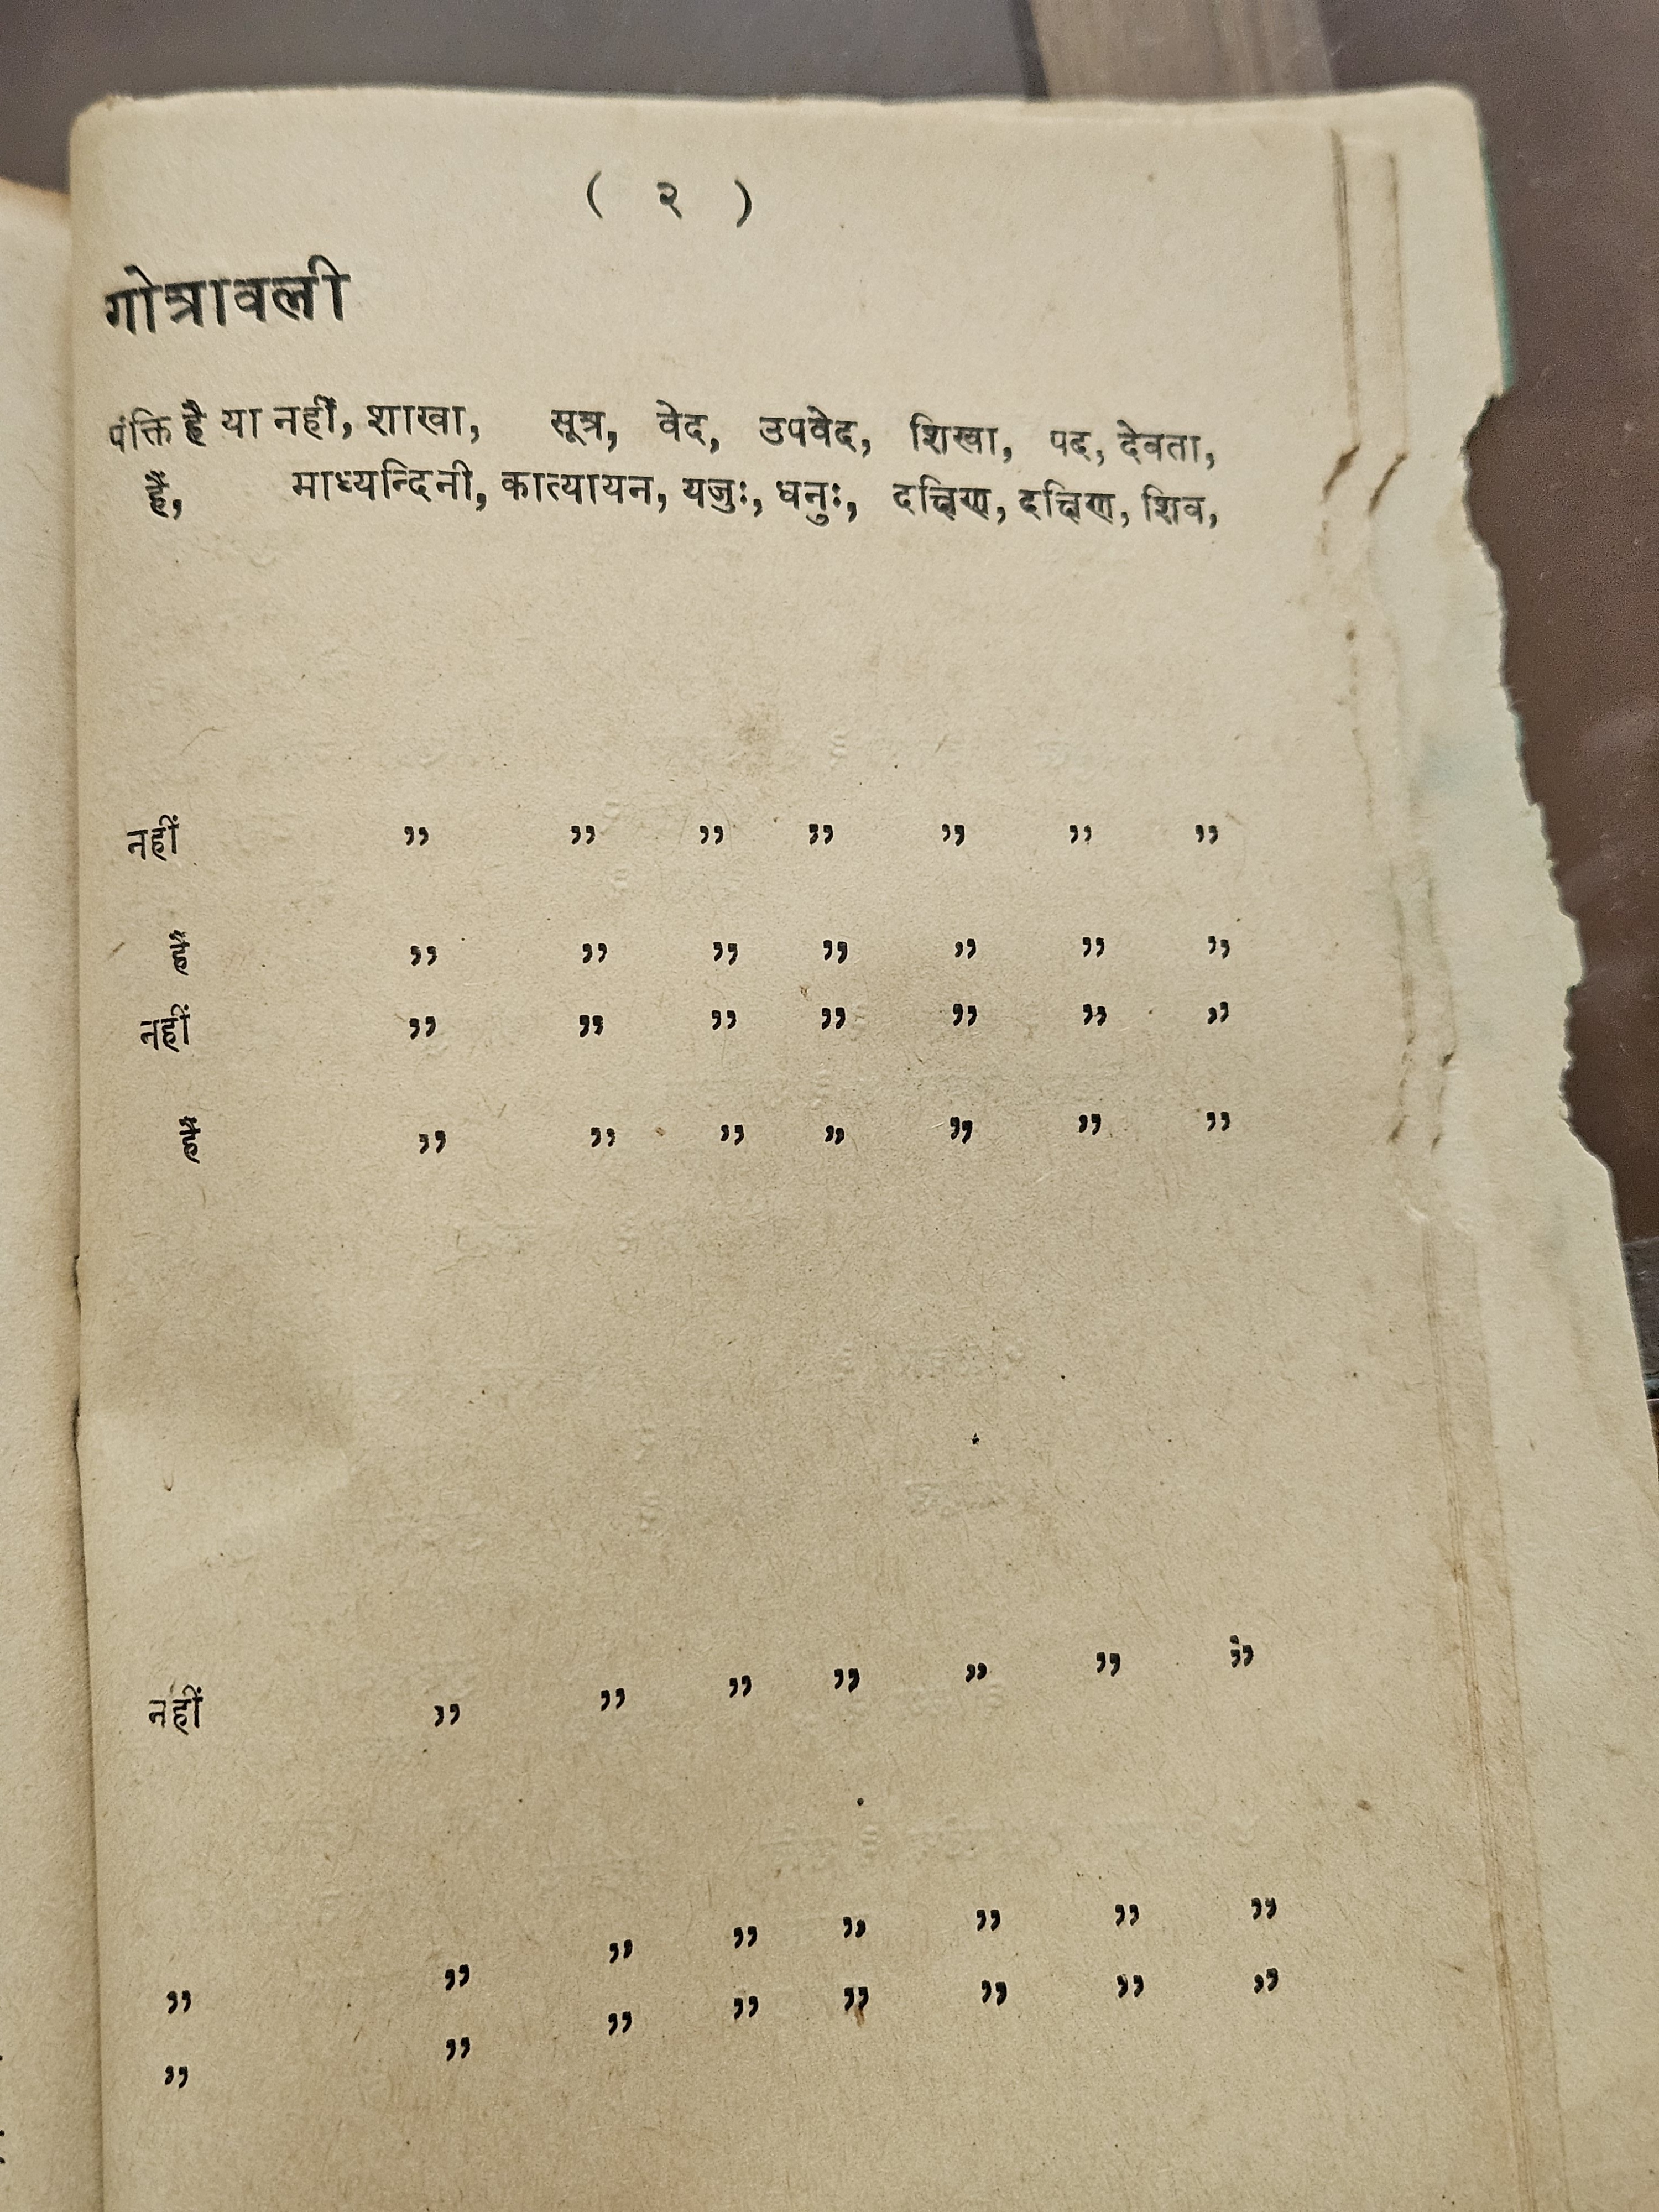 ( २ )
गोत्रावली
पंक्ति है या नहीं, शाखा, सूत्र, वेद, उपवेद, शिखा, पद, देवता,
हैं, माध्यन्दिनी, कात्यायन, यजुः, धनुः, दक्षिण, दक्षिण, शिव,
नहीं ,, ,, ,, ,, ,, ,, ,,
है ,, ,, ,, ,, ,, ,, ,,
नहीं ,, ,, ,, ,, ,, ,, ,,
है ,, ,, ,, ,, ,, ,, ,,
नहीं ,, ,, ,, ,, ,, ,, ,,
,, ,, ,, ,, ,, ,, ,, ,,
,, ,, ,, ,, ,, ,, ,, ,,